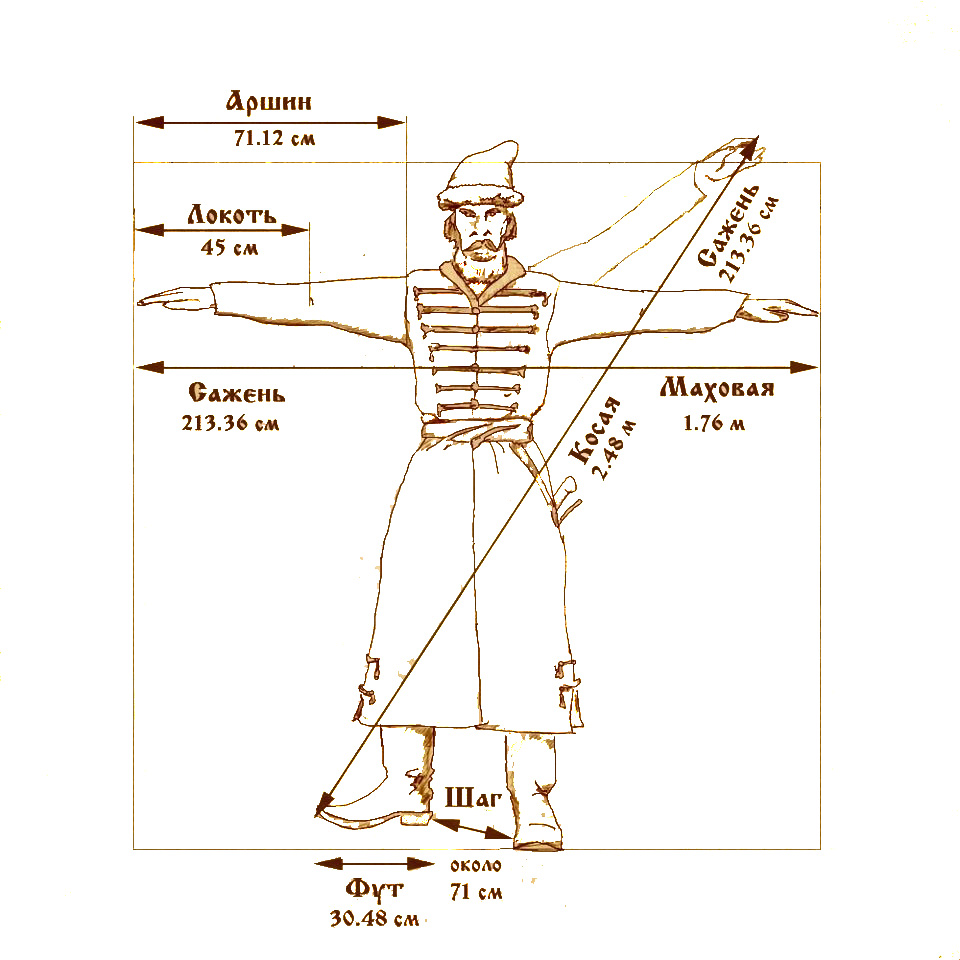 Аршин
71.12 см
Локоть
45 см
Сажень
213.36 см
Сажень
213.36 см
Маховая
1.76 м
Косая
2.48 м
Шаг
около
71 см
Фут
30.48 см